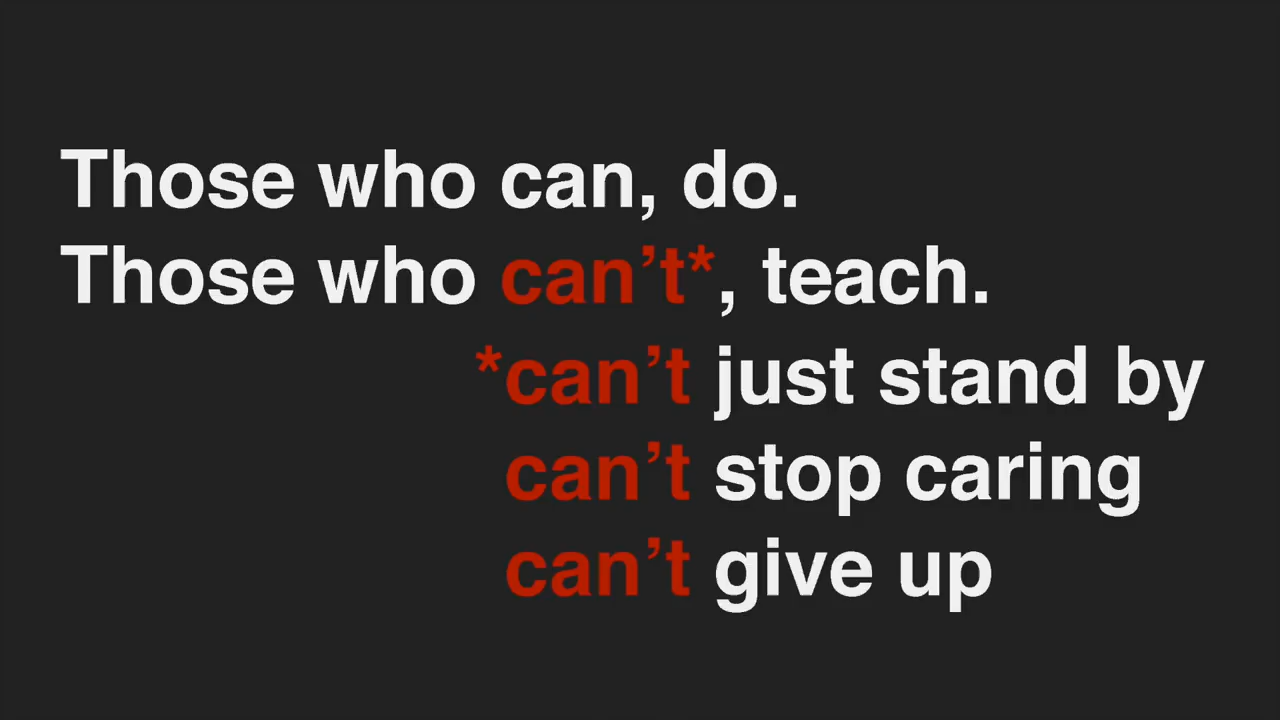 Those who can, do.
Those who can’t*, teach.
*can’t just stand by
can’t stop caring
can’t give up